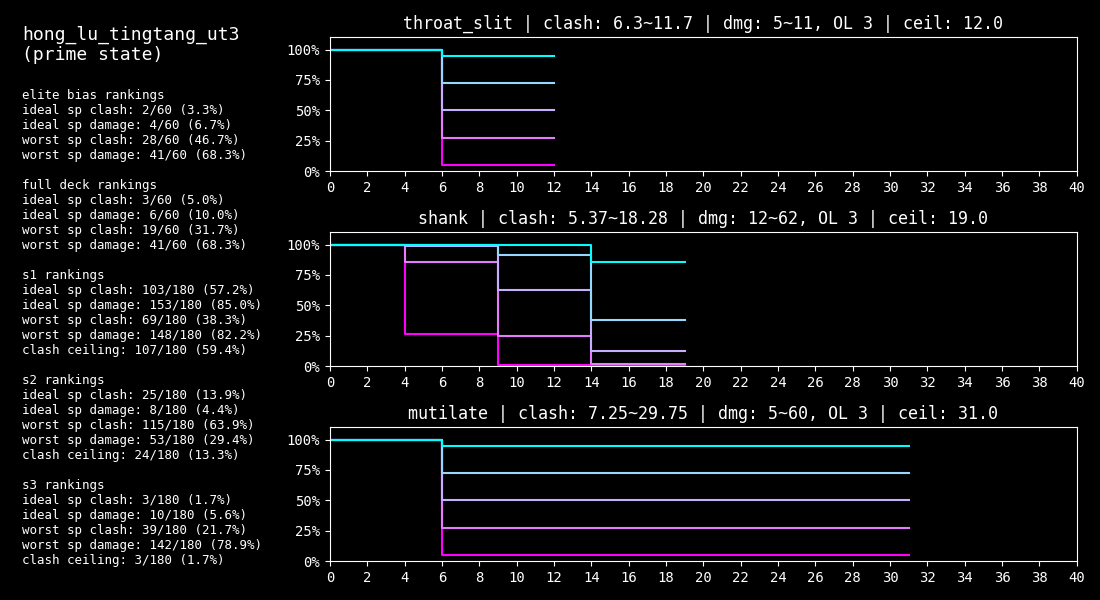 hong_lu_tingtang_ut3
(prime state)
elite bias rankings
ideal sp clash: 2/60 (3.3%)
ideal sp damage: 4/60 (6.7%)
worst sp clash: 28/60 (46.7%)
worst sp damage: 41/60 (68.3%)
full deck rankings
ideal sp clash: 3/60 (5.0%)
ideal sp damage: 6/60 (10.0%)
worst sp clash: 19/60 (31.7%)
worst sp damage: 41/60 (68.3%)
s1 rankings
ideal sp clash: 103/180 (57.2%)
ideal sp damage: 153/180 (85.0%)
worst sp clash: 69/180 (38.3%)
worst sp damage: 148/180 (82.2%)
clash ceiling: 107/180 (59.4%)
s2 rankings
ideal sp clash: 25/180 (13.9%)
ideal sp damage: 8/180 (4.4%)
worst sp clash: 115/180 (63.9%)
worst sp damage: 53/180 (29.4%)
clash ceiling: 24/180 (13.3%)
s3 rankings
ideal sp clash: 3/180 (1.7%)
ideal sp damage: 10/180 (5.6%)
worst sp clash: 39/180 (21.7%)
worst sp damage: 142/180 (78.9%)
clash ceiling: 3/180 (1.7%)
throat_slit | clash: 6.3~11.7 | dmg: 5~11, OL 3 | ceil: 12.0
100%
75%
50%
25%
0%
0 2 4 6 8 10 12 14 16 18 20 22 24 26 28 30 32 34 36 38 40
shank | clash: 5.37~18.28 | dmg: 12~62, OL 3 | ceil: 19.0
100%
75%
50%
25%
0%
0 2 4 6 8 10 12 14 16 18 20 22 24 26 28 30 32 34 36 38 40
mutilate | clash: 7.25~29.75 | dmg: 5~60, OL 3 | ceil: 31.0
100%
75%
50%
25%
0%
0 2 4 6 8 10 12 14 16 18 20 22 24 26 28 30 32 34 36 38 40